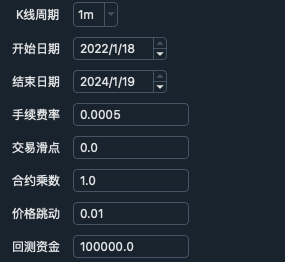 K线周期 1m
开始日期 2022/1/18
结束日期 2024/1/19
手续费率 0.0005
交易滑点 0.0
合约乘数 1.0
价格跳动 0.01
回测资金 100000.0